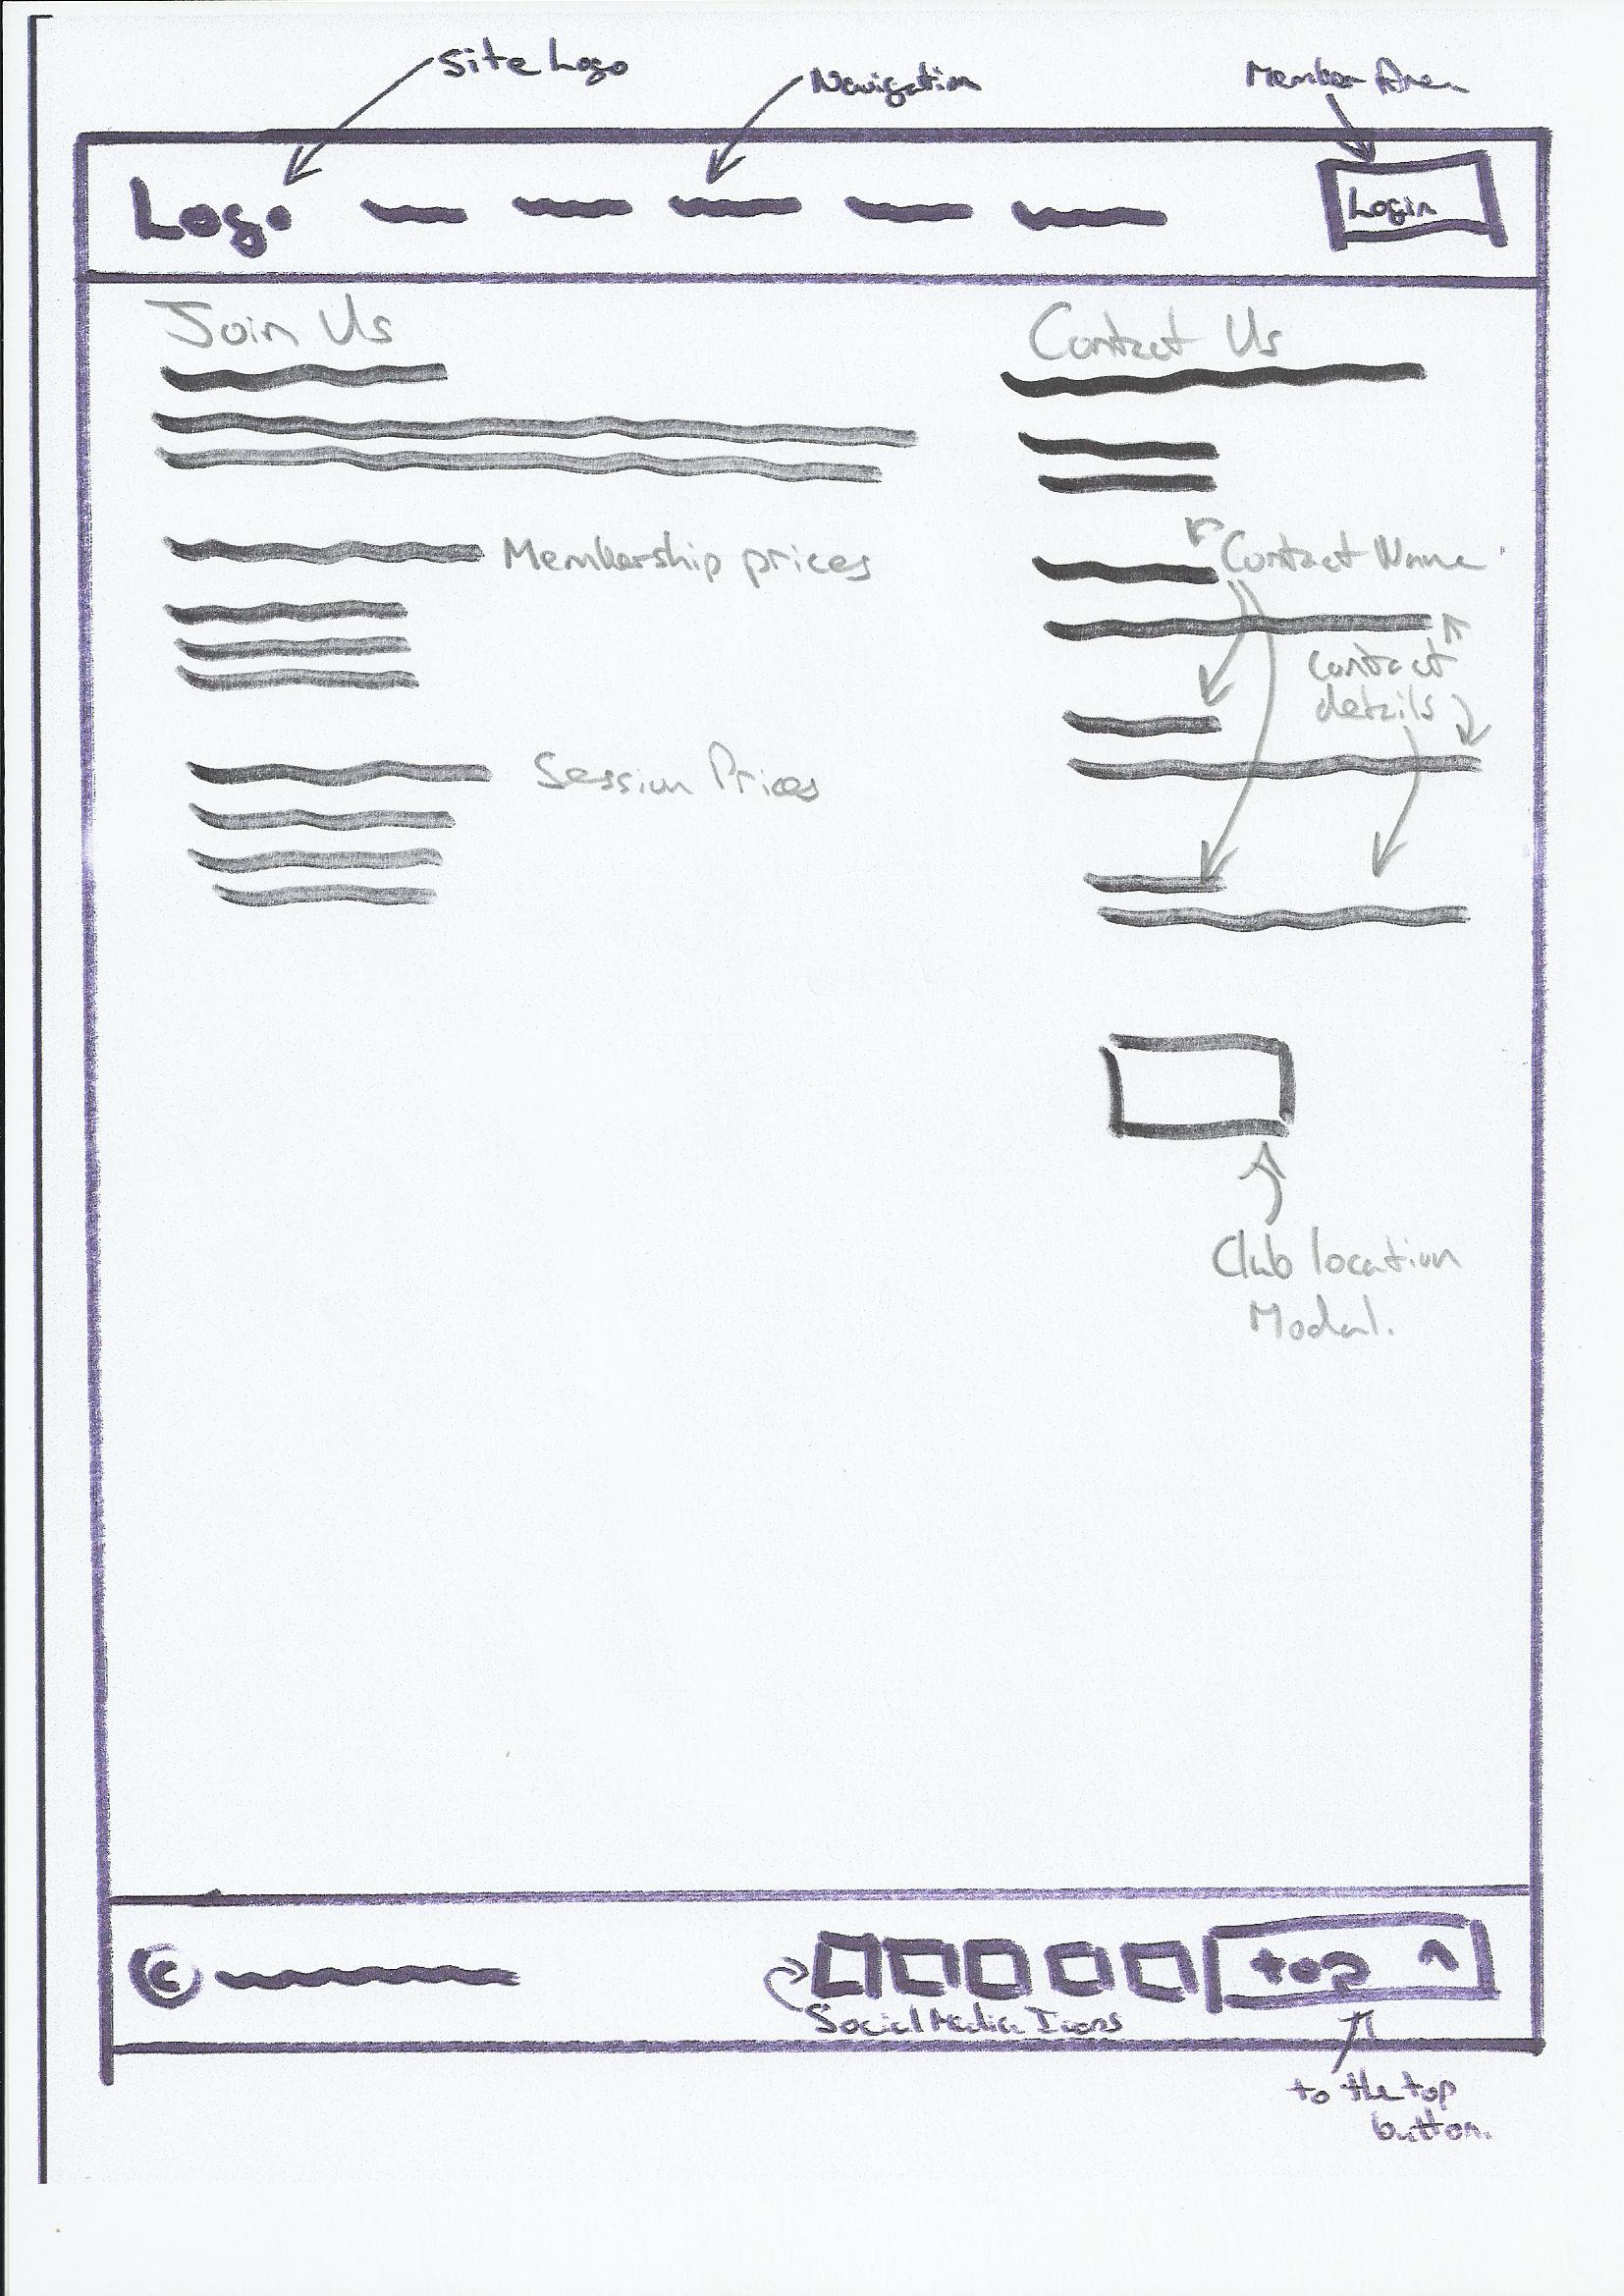 Site Logo
Navigation
Member Area
Logo
Login
Join Us
Contact Us
Membership prices
Contact Name
contact
details
Session Prices
Club location
Modal.
©
top ^
Social Media Icons
to the top
button.